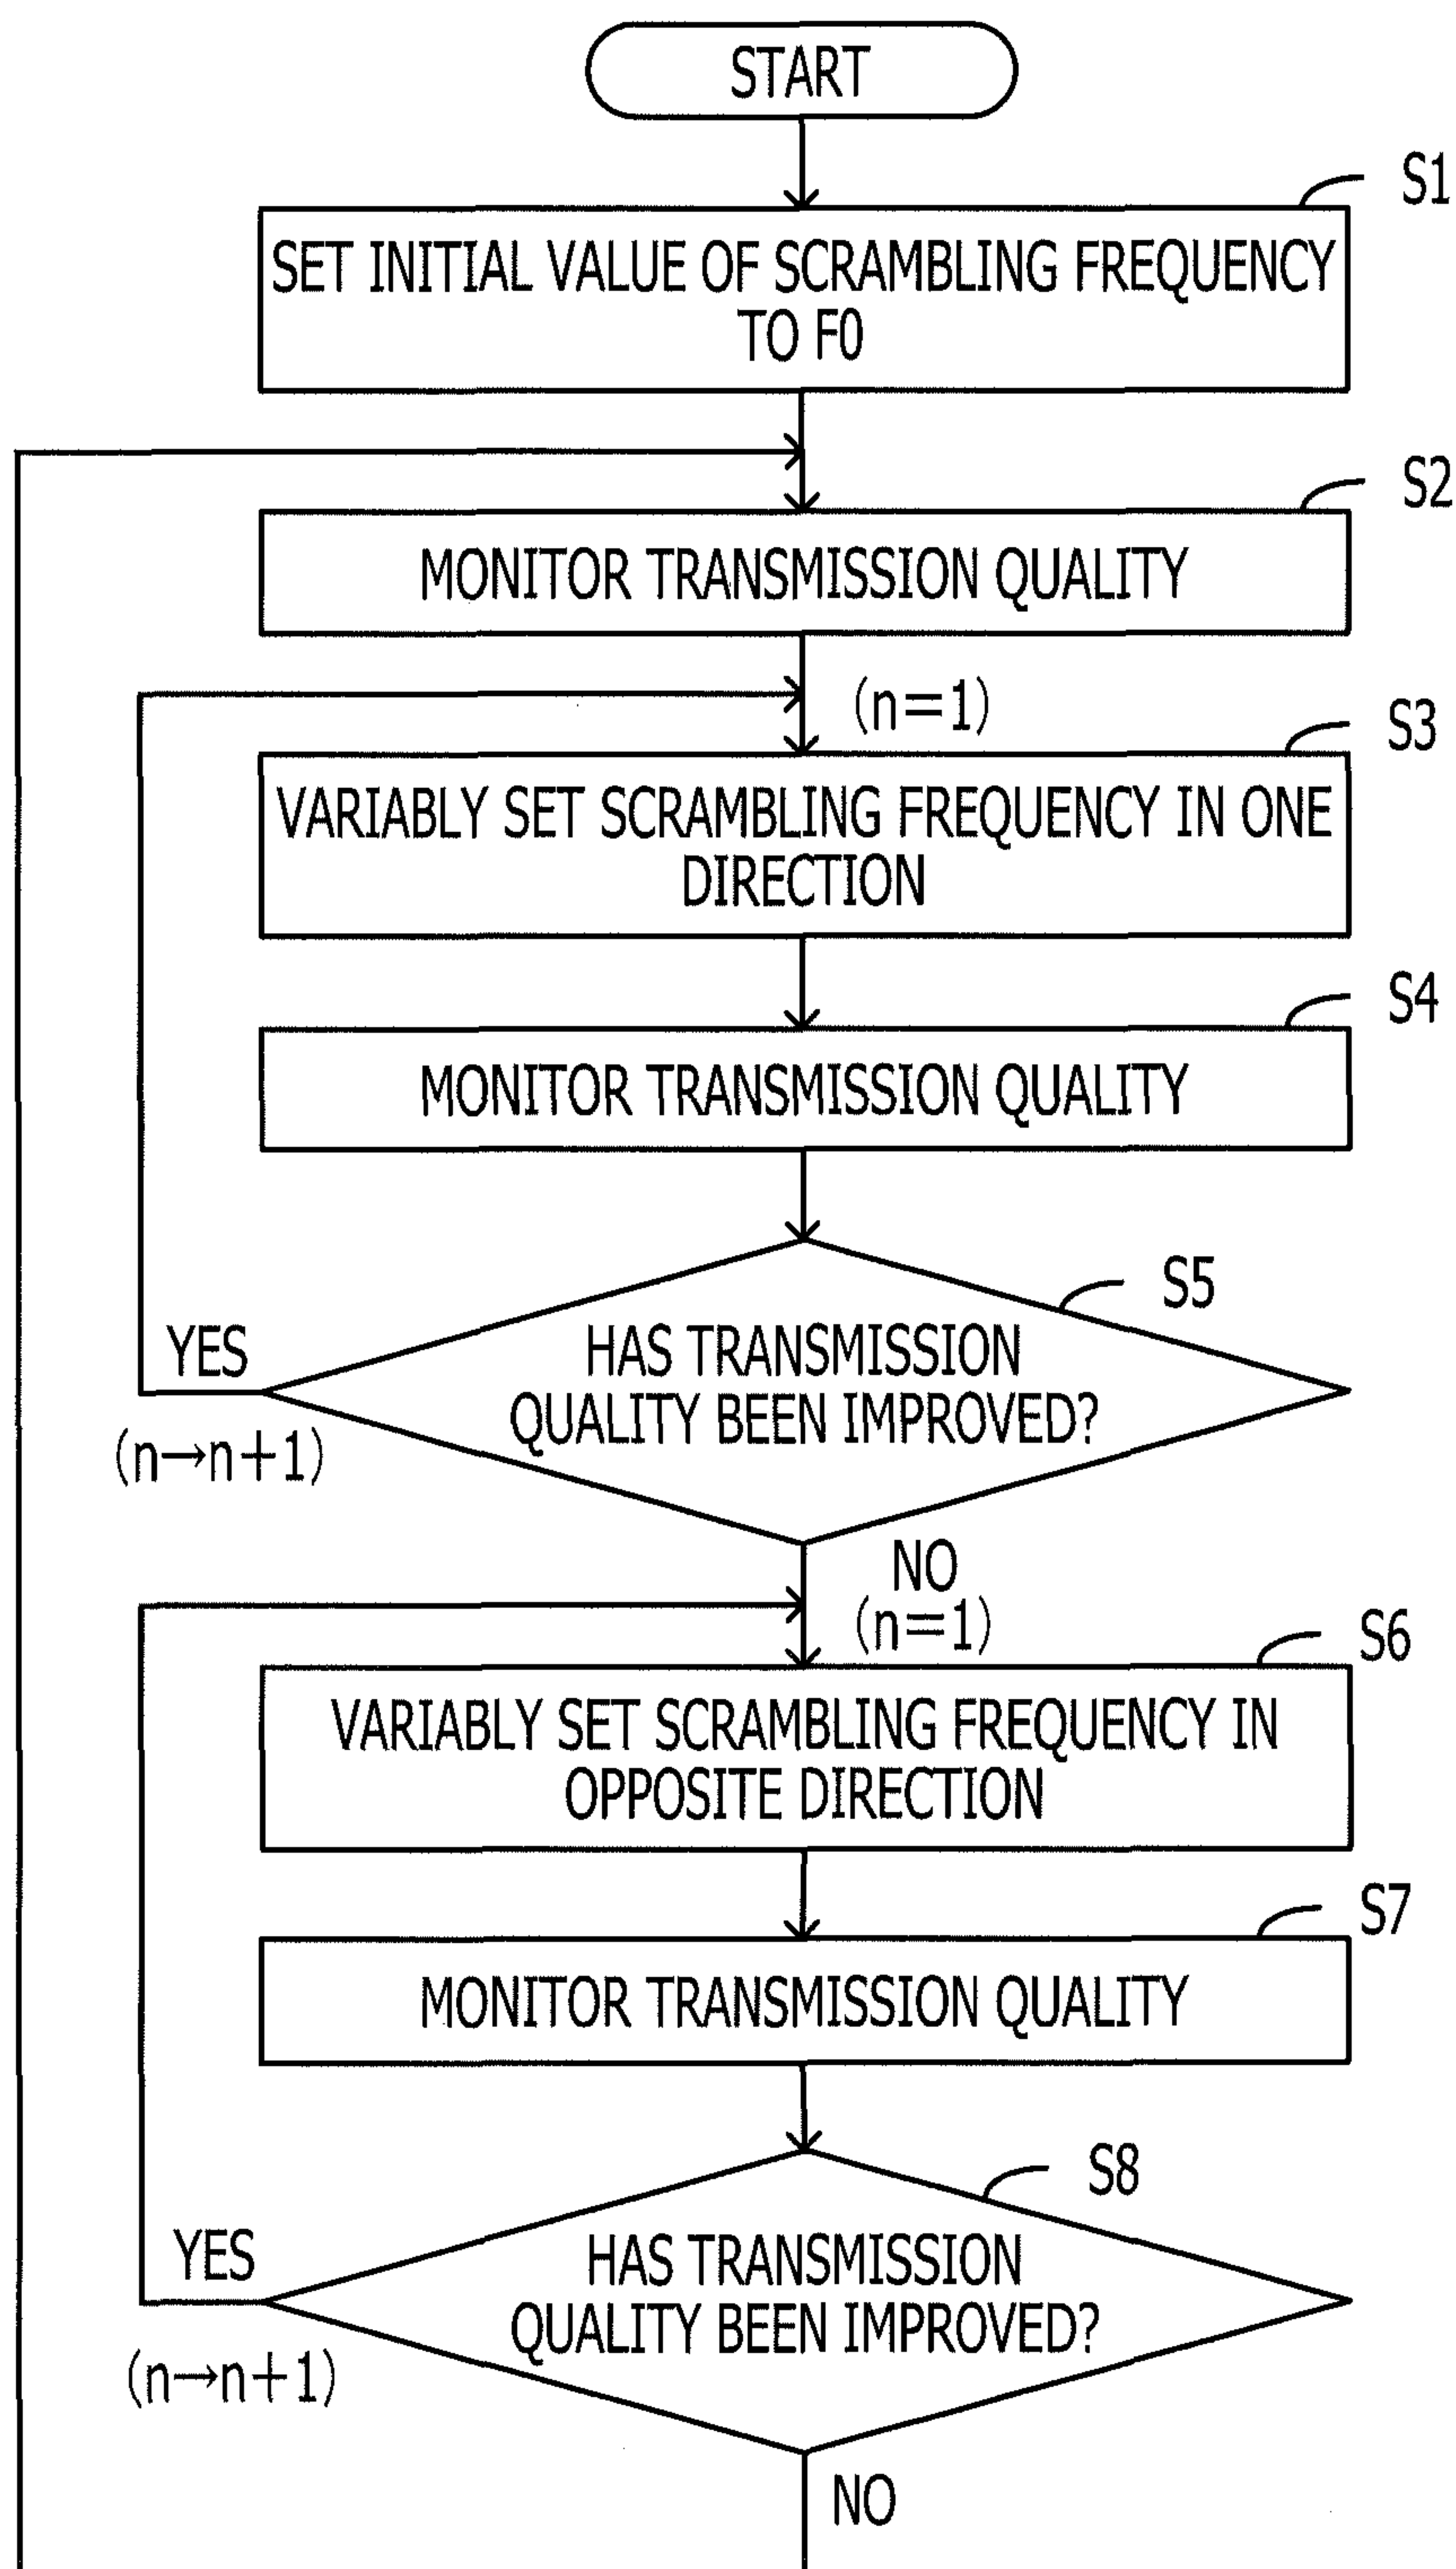 START
S1
SET INITIAL VALUE OF SCRAMBLING FREQUENCY
TO F0
S2
MONITOR TRANSMISSION QUALITY
(n=1)
S3
VARIABLY SET SCRAMBLING FREQUENCY IN ONE
DIRECTION
S4
MONITOR TRANSMISSION QUALITY
S5
HAS TRANSMISSION
QUALITY BEEN IMPROVED?
YES
(n→n+1)
NO
(n=1)
S6
VARIABLY SET SCRAMBLING FREQUENCY IN
OPPOSITE DIRECTION
S7
MONITOR TRANSMISSION QUALITY
S8
HAS TRANSMISSION
QUALITY BEEN IMPROVED?
YES
(n→n+1)
NO